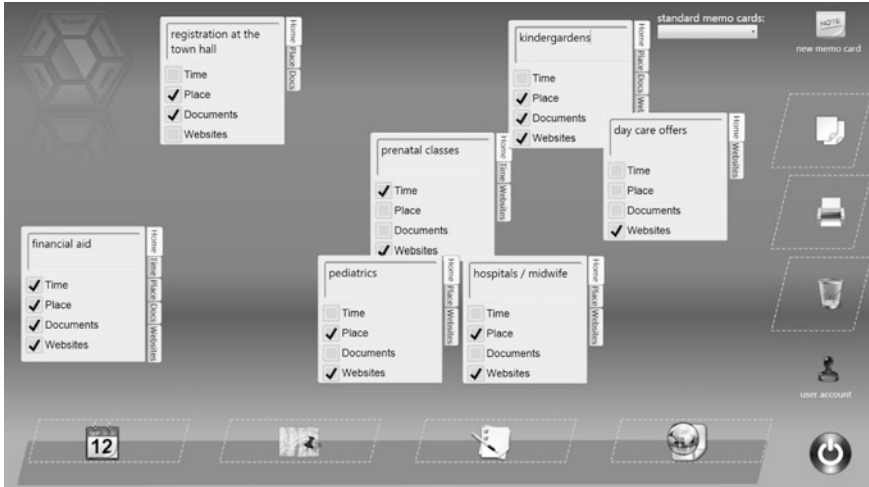 registration at the
town hall
Time
Place
Documents
Websites
Home Place Docs
kindergardens
Time
Place
Documents
Websites
Home Place Docs Web
standard memo cards:
NOTE
new memo card
day care offers
Time
Place
Documents
Websites
Home Websites
prenatal classes
Time
Place
Documents
Websites
Home Time Websites
financial aid
Time
Place
Documents
Websites
Home Time Place Docs Websites
pediatrics
Time
Place
Documents
Websites
Home Place Websites
hospitals / midwife
Time
Place
Documents
Websites
Home Place Websites
user account
12